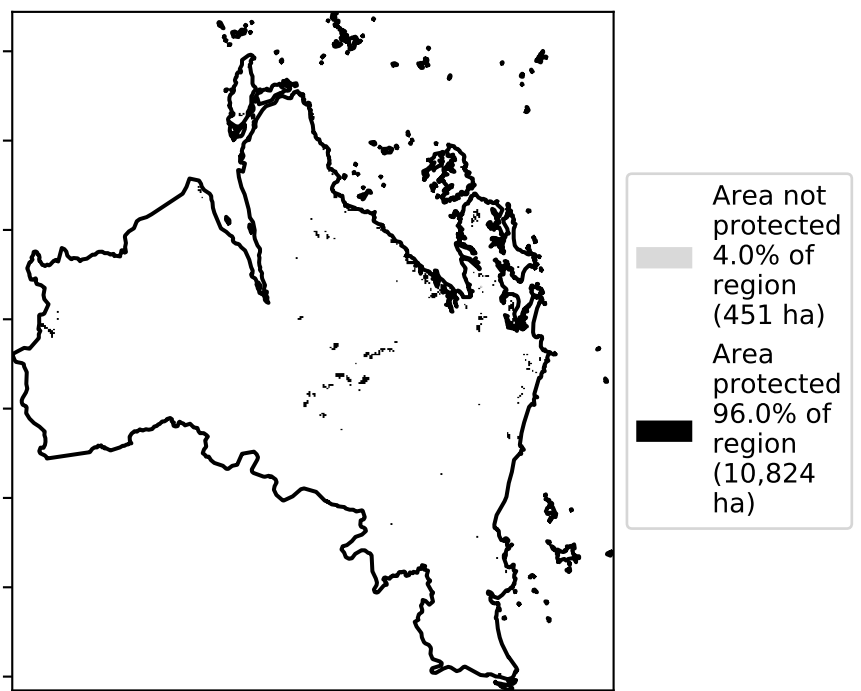 Area not
protected
4.0% of
region
(451 ha)
Area
protected
96.0% of
region
(10,824
ha)